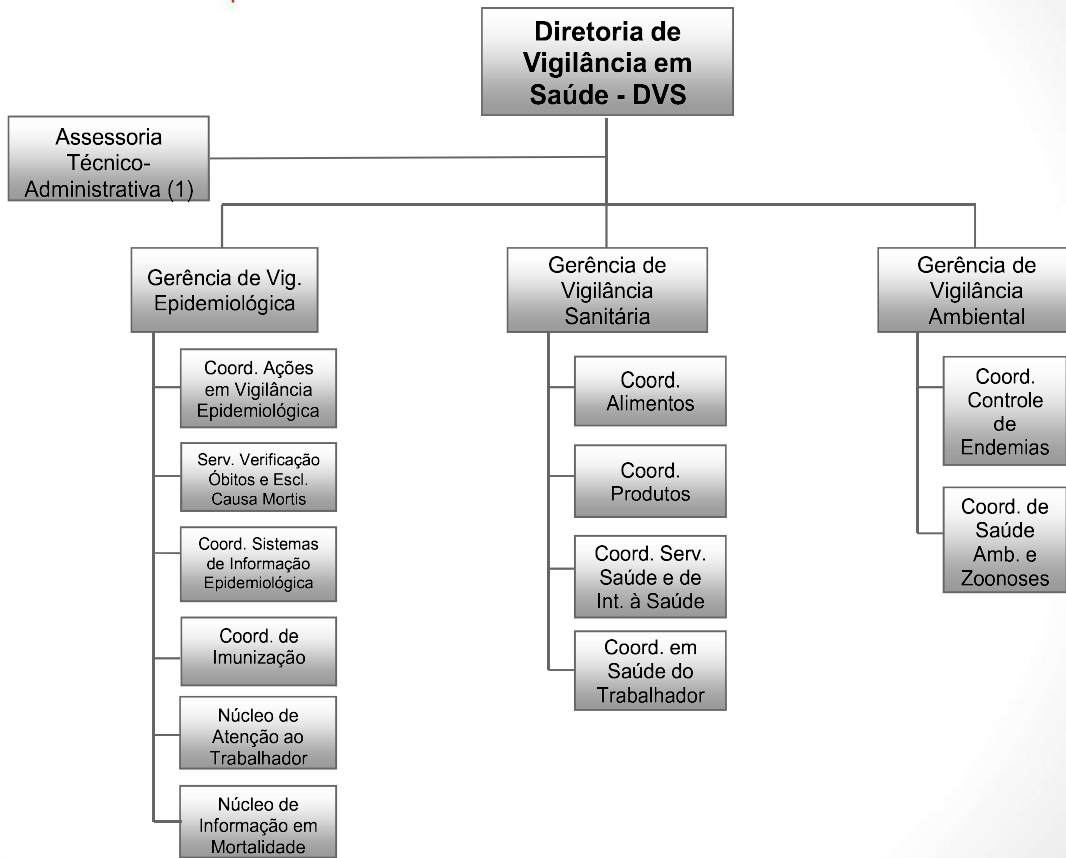 Diretoria de
Vigilância em
Saúde - DVS
Assessoria
Técnico-
Administrativa (1)
Gerência de Vig.
Epidemiológica
Coord. Ações
em Vigilância
Epidemiológica
Serv. Verificação
Óbitos e Escl.
Causa Mortis
Coord. Sistemas
de Informação
Epidemiológica
Coord. de
Imunização
Núcleo de
Atenção ao
Trabalhador
Núcleo de
Informação em
Mortalidade
Gerência de
Vigilância
Sanitária
Coord.
Alimentos
Coord.
Produtos
Coord. Serv.
Saúde e de
Int. à Saúde
Coord. em
Saúde do
Trabalhador
Gerência de
Vigilância
Ambiental
Coord.
Controle
de
Endemias
Coord. de
Saúde
Amb. e
Zoonoses